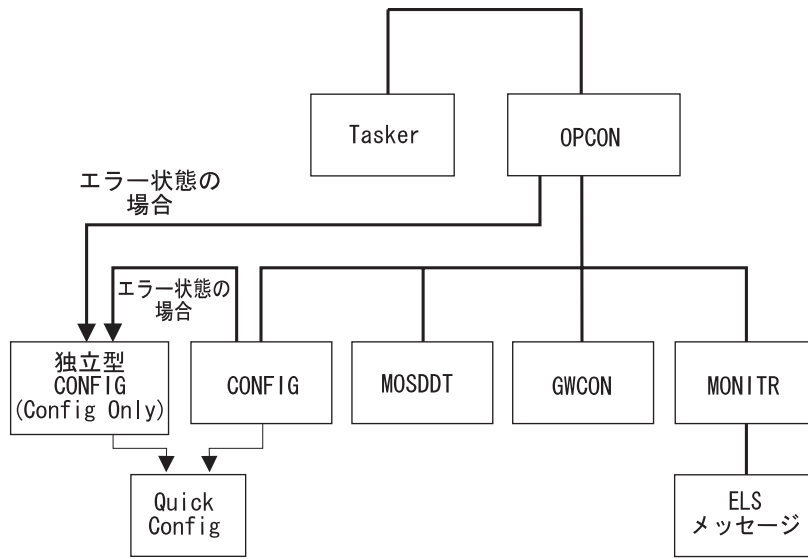 Tasker
OPCON
エラー状態の
場合
エラー状態の
場合
独立型
CONFIG
(Config Only)
CONFIG
MOSDDT
GWCON
MONITR
Quick
Config
ELS
メッセージ